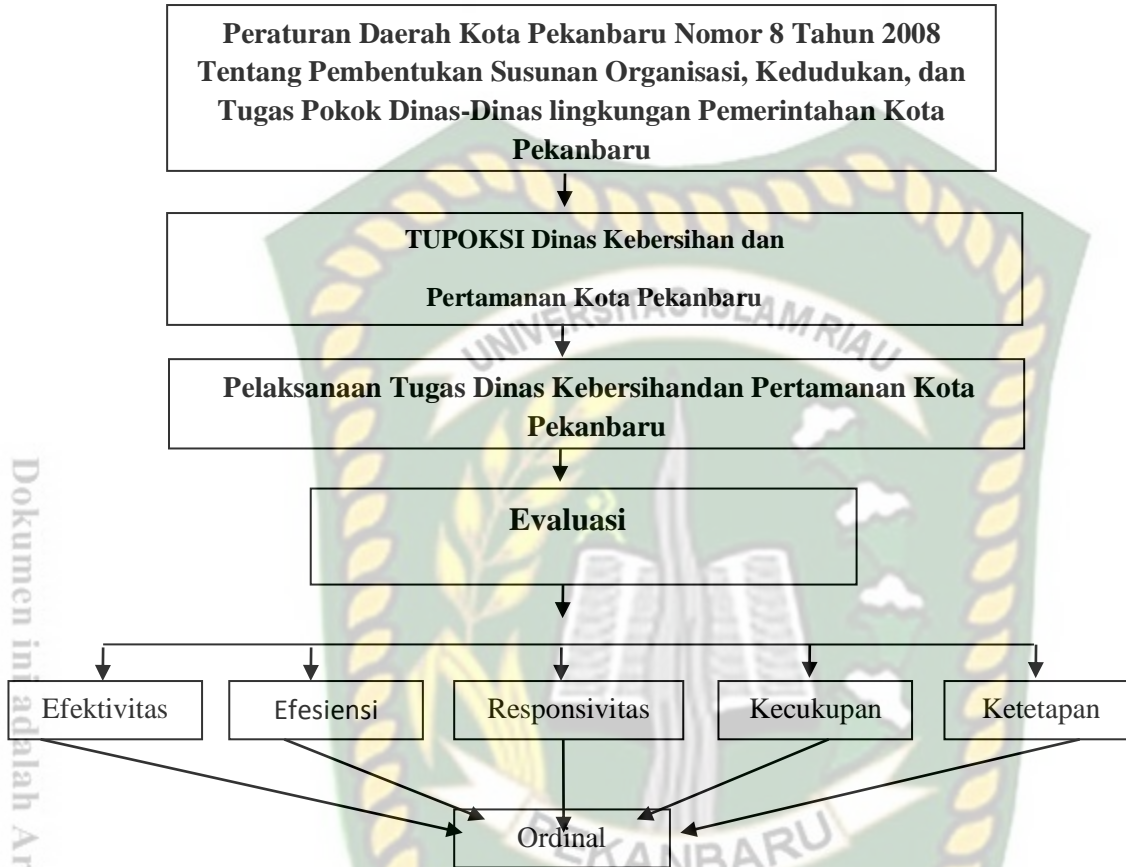 Peraturan Daerah Kota Pekanbaru Nomor 8 Tahun 2008
Tentang Pembentukan Susunan Organisasi, Kedudukan, dan
Tugas Pokok Dinas-Dinas lingkungan Pemerintahan Kota
Pekanbaru
TUPOKSI Dinas Kebersihan dan
Pertamanan Kota Pekanbaru
UNIVERSITAS ISLAM RIAU
Pelaksanaan Tugas Dinas Kebersihandan Pertamanan Kota
Pekanbaru
Evaluasi
Efektivitas
Efesiensi
Responsivitas
Kecukupan
Ketetapan
Ordinal
PEKANBARU
Dokumen ini adalah Ar